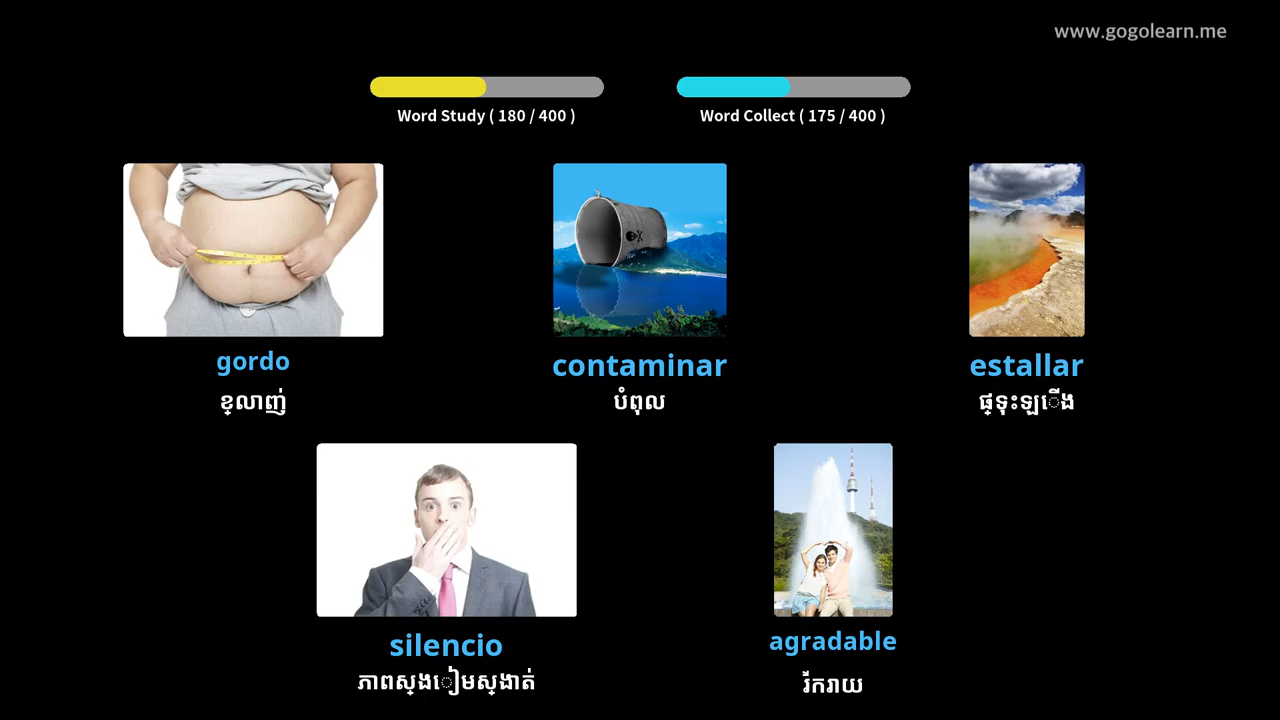 www.gogolearn.me
Word Study ( 180 / 400 )
Word Collect ( 175 / 400 )
gordo
contaminar
estallar
ខ្លាញ់
បំពុល
ផ្ទុះឡើង
silencio
agradable
ភាពស្ងៀមស្ងាត់
រីករាយ